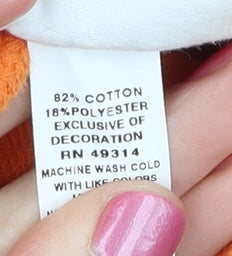 82% COTTON
18% POLYESTER
EXCLUSIVE OF
DECORATION
RN 49314
MACHINE WASH COLD
WITH LIKE COLORS